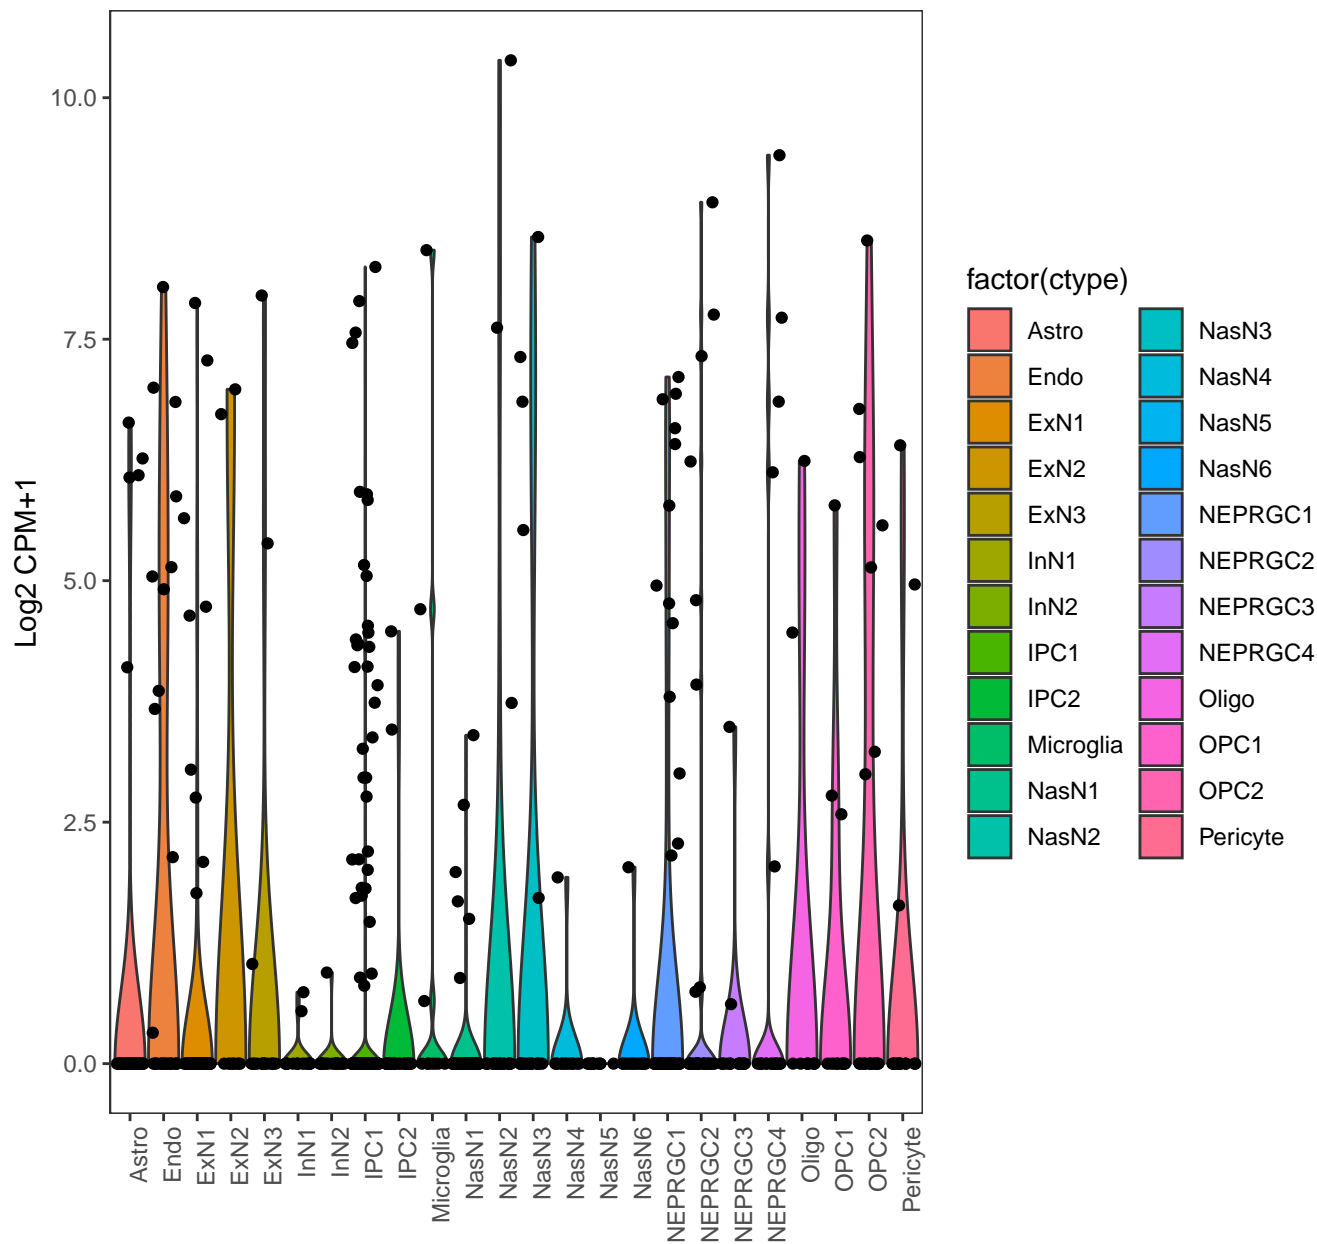 Log2 CPM+1
10.0
7.5
5.0
2.5
0.0
Astro
Endo
ExN1
ExN2
ExN3
InN1
InN2
IPC1
IPC2
Microglia
NasN1
NasN2
NasN3
NasN4
NasN5
NasN6
NEPRGC1
NEPRGC2
NEPRGC3
NEPRGC4
Oligo
OPC1
OPC2
Pericyte
factor(ctype)
Astro
Endo
ExN1
ExN2
ExN3
InN1
InN2
IPC1
IPC2
Microglia
NasN1
NasN2
NasN3
NasN4
NasN5
NasN6
NEPRGC1
NEPRGC2
NEPRGC3
NEPRGC4
Oligo
OPC1
OPC2
Pericyte